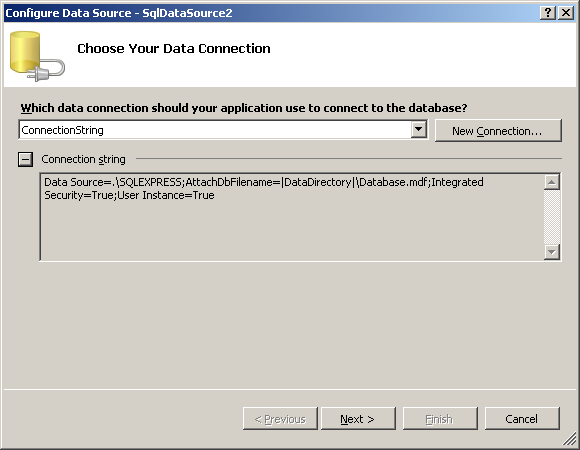 Configure Data Source - SqlDataSource2
Choose Your Data Connection
Which data connection should your application use to connect to the database?
ConnectionString
New Connection...
Connection string
Data Source=.\SQLEXPRESS;AttachDbFilename=|DataDirectory|\Database.mdf;Integrated
Security=True;User Instance=True
< Previous
Next >
Finish
Cancel